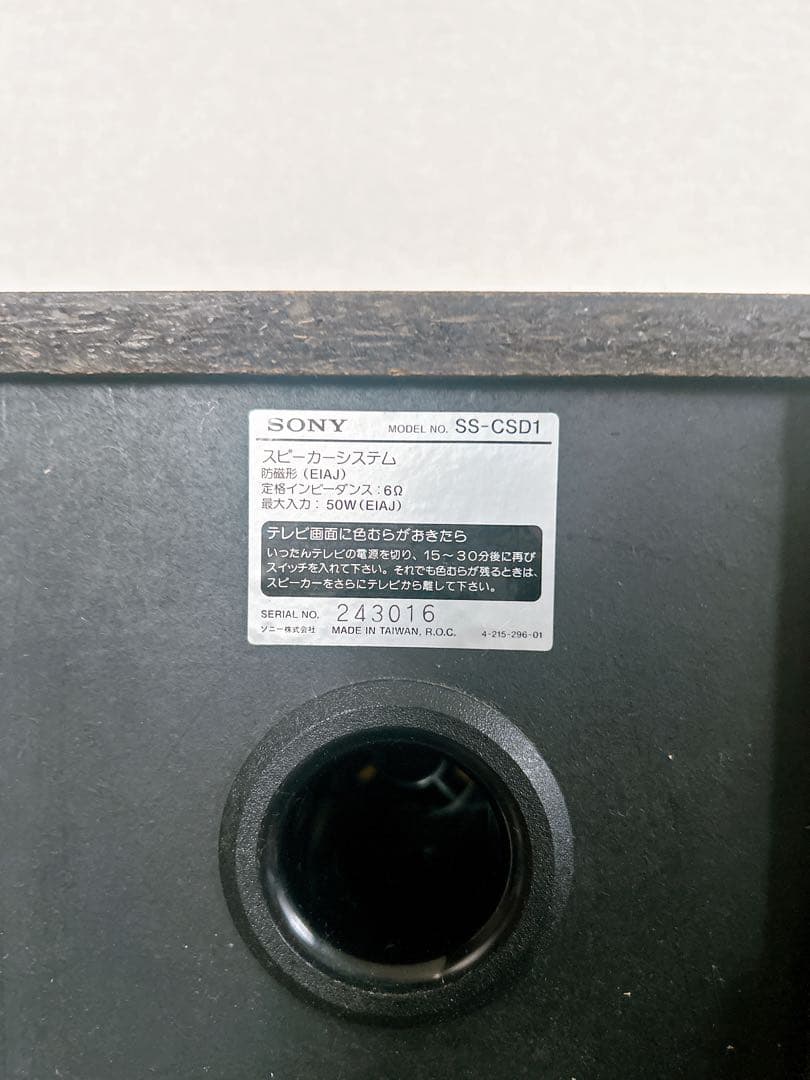 SONY MODEL NO. SS-CSD1
スピーカーシステム
防磁形(EIAJ)
定格インピーダンス:6Ω
最大入力:50W(EIAJ)
テレビ画面に色むらがおきたら
いったんテレビの電源を切り、15〜30分後に再び
スイッチを入れて下さい。それでも色むらが残るときは、
スピーカーをさらにテレビから離して下さい。
SERIAL NO. 243016
ソニー株式会社 MADE IN TAIWAN, R.O.C. 4-215-296-01